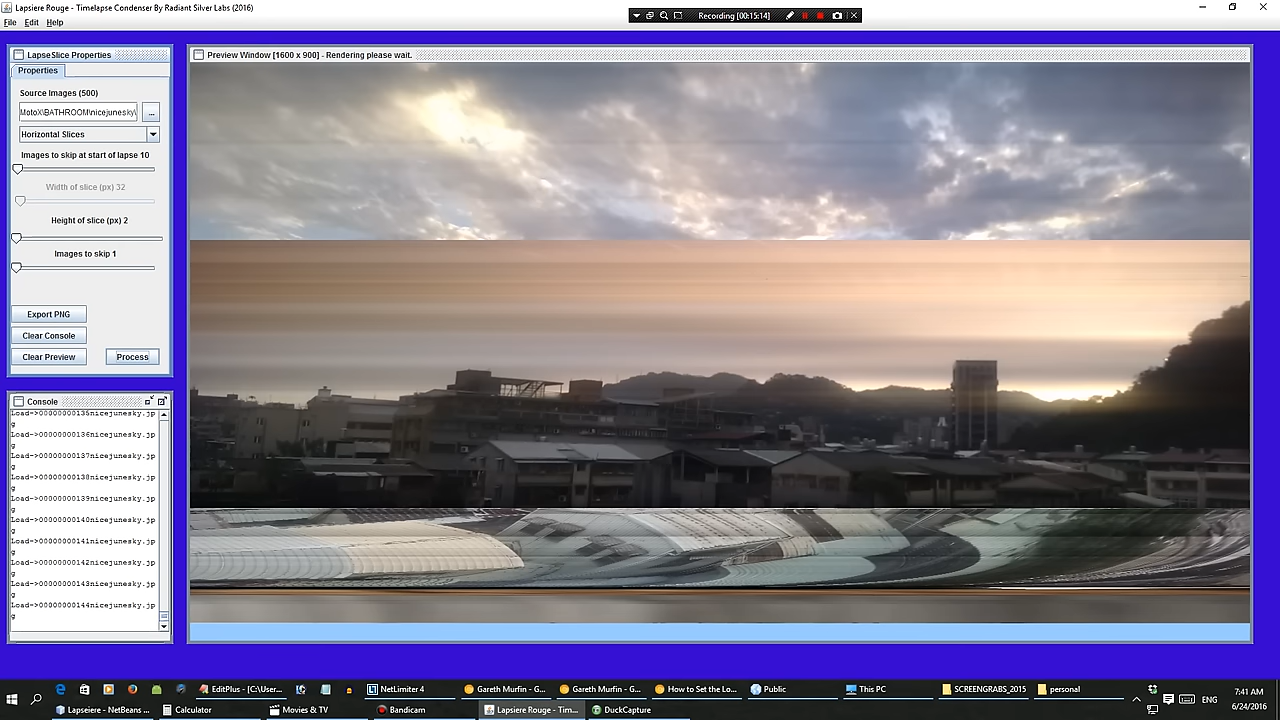 Lapsiere Rouge - Timelapse Condenser By Radiant Silver Labs (2016)
Recording [00:15:14]
File Edit Help
LapseSlice Properties
Properties
Source Images (500)
MotoX\BATHROOM\nicejunesky\
...
Horizontal Slices
Images to skip at start of lapse 10
Width of slice (px) 32
Height of slice (px) 2
Images to skip 1
Export PNG
Clear Console
Clear Preview
Process
Console
Load->00000000135nicejunesky.jp
g
Load->00000000136nicejunesky.jp
g
Load->00000000137nicejunesky.jp
g
Load->00000000138nicejunesky.jp
g
Load->00000000139nicejunesky.jp
g
Load->00000000140nicejunesky.jp
g
Load->00000000141nicejunesky.jp
g
Load->00000000142nicejunesky.jp
g
Load->00000000143nicejunesky.jp
g
Load->00000000144nicejunesky.jp
g
Preview Window [1600 x 900] - Rendering please wait.
EditPlus - [C:\User...
NetLimiter 4
Gareth Murfin - G...
Gareth Murfin - G...
How to Set the Lo...
Public
This PC
SCREENGRABS_2015
personal
Lapseiere - NetBeans ...
Calculator
Movies & TV
Bandicam
Lapsiere Rouge - Tim...
DuckCapture
ENG
7:41 AM
6/24/2016